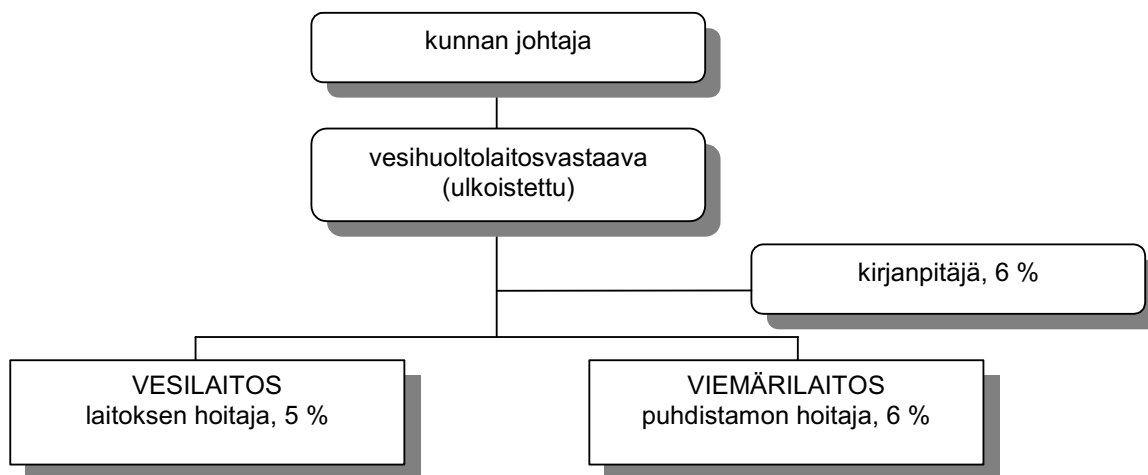 kunnan johtaja
vesihuoltolaitosvastaava
(ulkoistettu)
kirjanpitäjä, 6 %
VESILAITOS
laitoksen hoitaja, 5 %
VIEMÄRILAITOS
puhdistamon hoitaja, 6 %